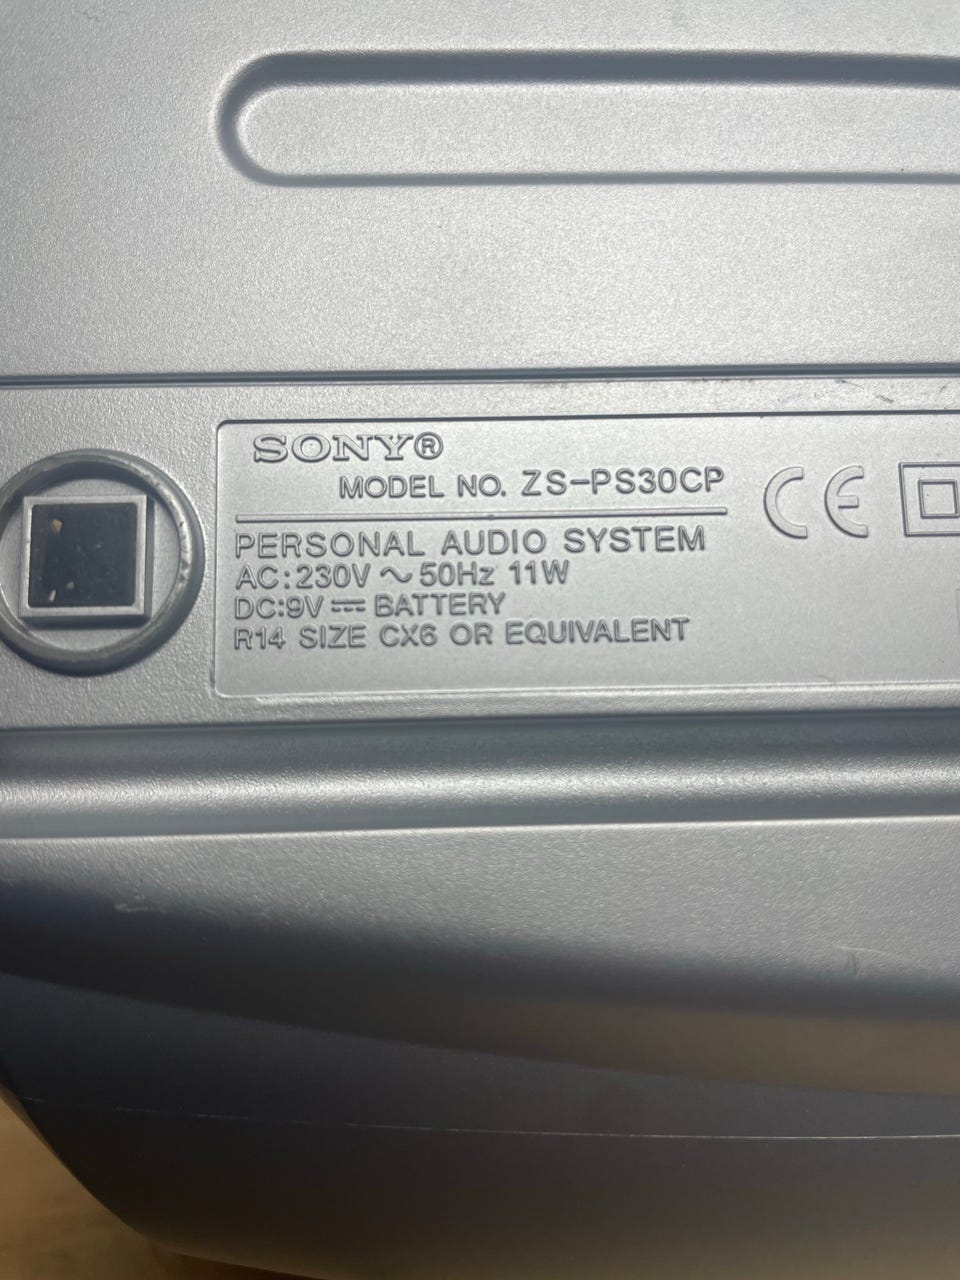 SONY®
MODEL NO. ZS-PS30CP
PERSONAL AUDIO SYSTEM
AC:230V ~ 50Hz 11W
DC:9V ⎓ BATTERY
R14 SIZE CX6 OR EQUIVALENT
CE